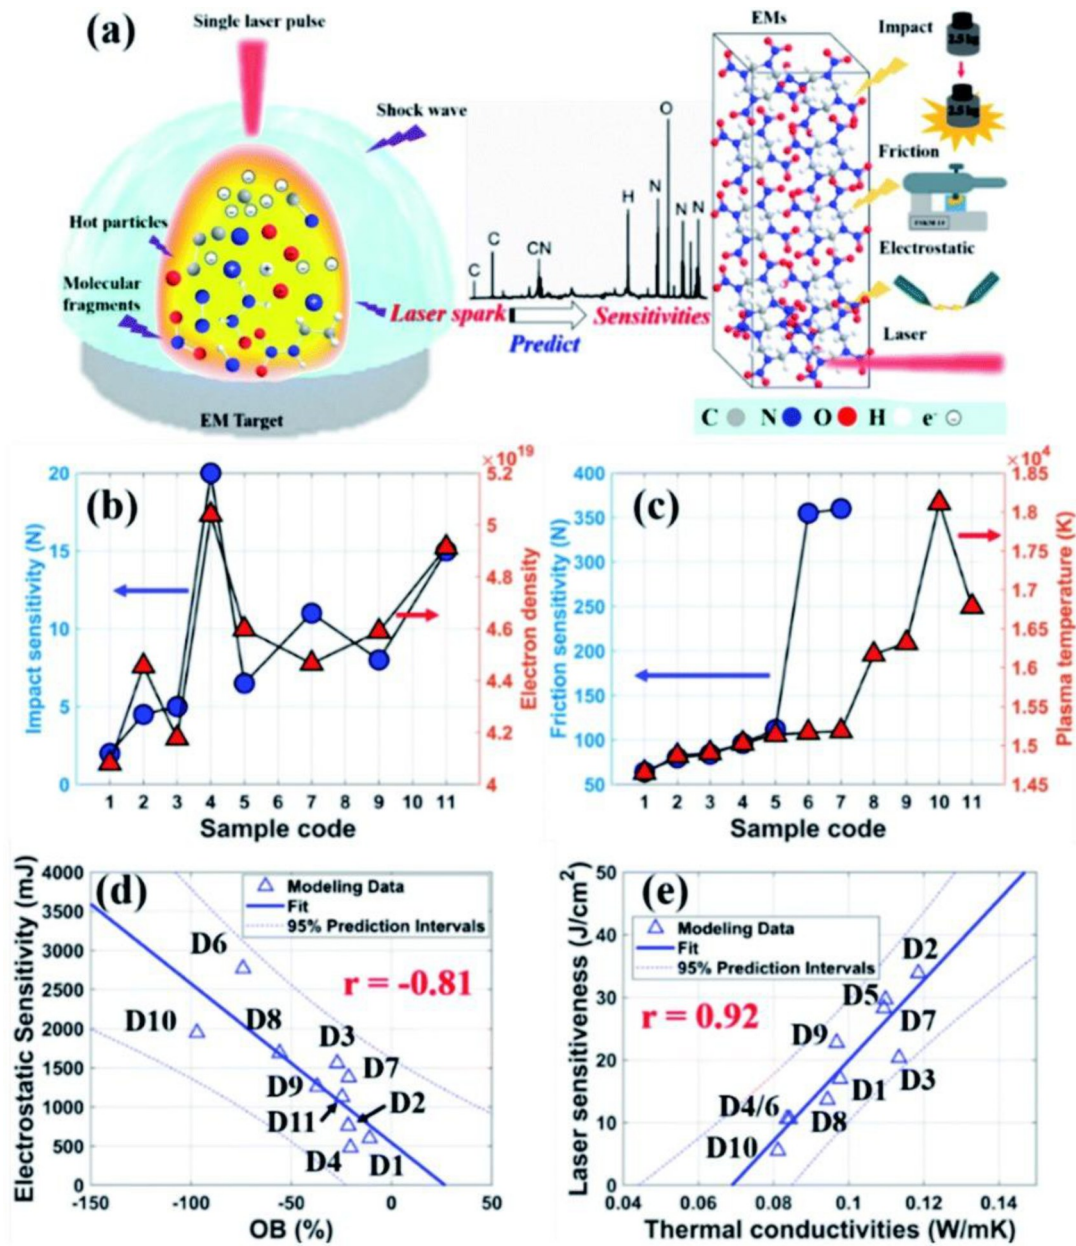 (a)
Single laser pulse
Shock wave
Hot particles
Molecular
fragments
EM Target
C
C
CN
H
N
O
N
N
Laser spark
Sensitivities
Predict
EMs
Impact
2.5 kg
2.5 kg
Friction
Electrostatic
Laser
C N O H e-
(b)
Impact sensitivity (N)
20
15
10
5
0
×10^19
5.2
5
4.8
4.6
4.4
4.2
4
Electron density
1 2 3 4 5 7 9 11
Sample code
(c)
Friction sensitivity (N)
400
350
300
250
200
150
100
50
×10^4
1.85
1.8
1.75
1.7
1.65
1.6
1.55
1.5
1.45
Plasma temperature (K)
1 2 3 4 5 6 7 8 9 10 11
Sample code
(d)
Electrostatic Sensitivity (mJ)
4000
3500
3000
2500
2000
1500
1000
500
0
Modeling Data
Fit
95% Prediction Intervals
r = -0.81
D6
D10
D8
D3
D7
D9
D2
D11
D4
D1
-150 -100 -50 0 50
OB (%)
(e)
Laser sensitiveness (J/cm²)
50
40
30
20
10
0
Modeling Data
Fit
95% Prediction Intervals
r = 0.92
D2
D5
D7
D9
D3
D1
D4/6
D8
D10
0.04 0.06 0.08 0.1 0.12 0.14
Thermal conductivities (W/mK)